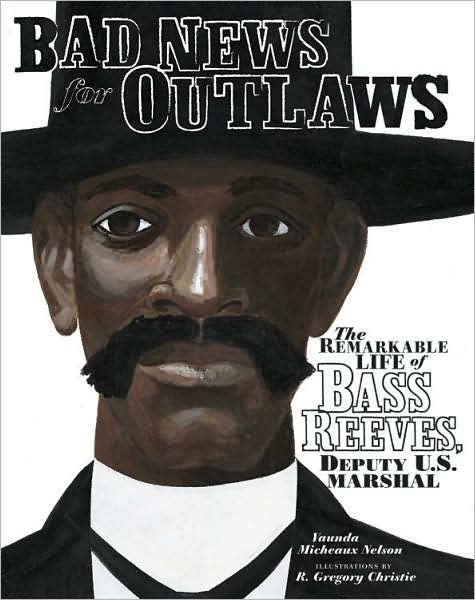 BAD NEWS
for OUTLAWS
The
REMARKABLE
LIFE of
BASS
REEVES,
DEPUTY U.S.
MARSHAL
Vaunda
Micheaux Nelson
ILLUSTRATIONS BY
R. Gregory Christie